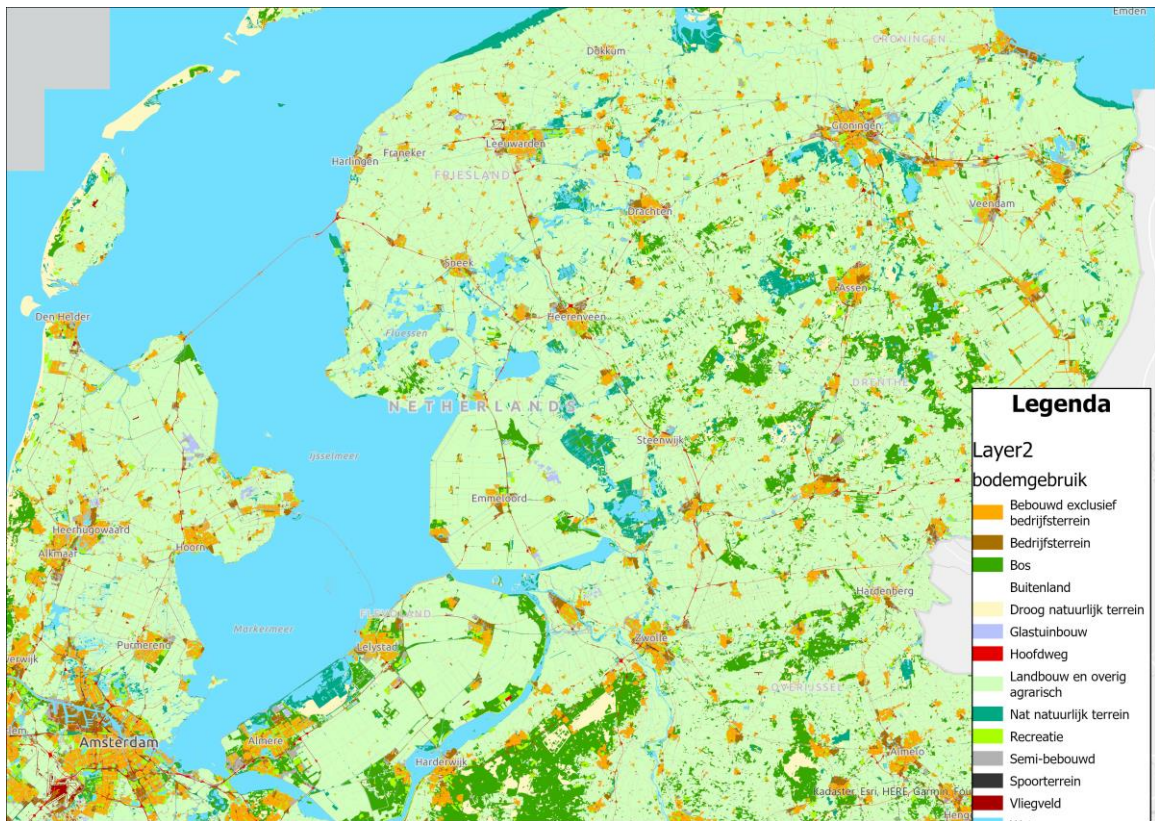 Emden
GRONINGEN
Dokkum
Groningen
Leeuwarden
Harlingen
Franeker
FRIESLAND
Drachten
Veendam
Sneek
Assen
Den Helder
Heerenveen
Fluessen
DRENTHE
NETHERLANDS
Steenwijk
Ijsselmeer
Emmeloord
Heerhugowaard
Hoorn
Alkmaar
Hardenberg
FLEVOLAND
Markermeer
Lelystad
Zwolle
Purmerend
OVERIJSSEL
Amsterdam
Almere
Harderwijk
Almelo
Kadaster, Esri, HERE, Garmin,
Legenda
Layer2
bodemgebruik
Bebouwd exclusief
bedrijfsterrein
Bedrijfsterrein
Bos
Buitenland
Droog natuurlijk terrein
Glastuinbouw
Hoofdweg
Landbouw en overig
agrarisch
Nat natuurlijk terrein
Recreatie
Semi-bebouwd
Spoorterrein
Vliegveld